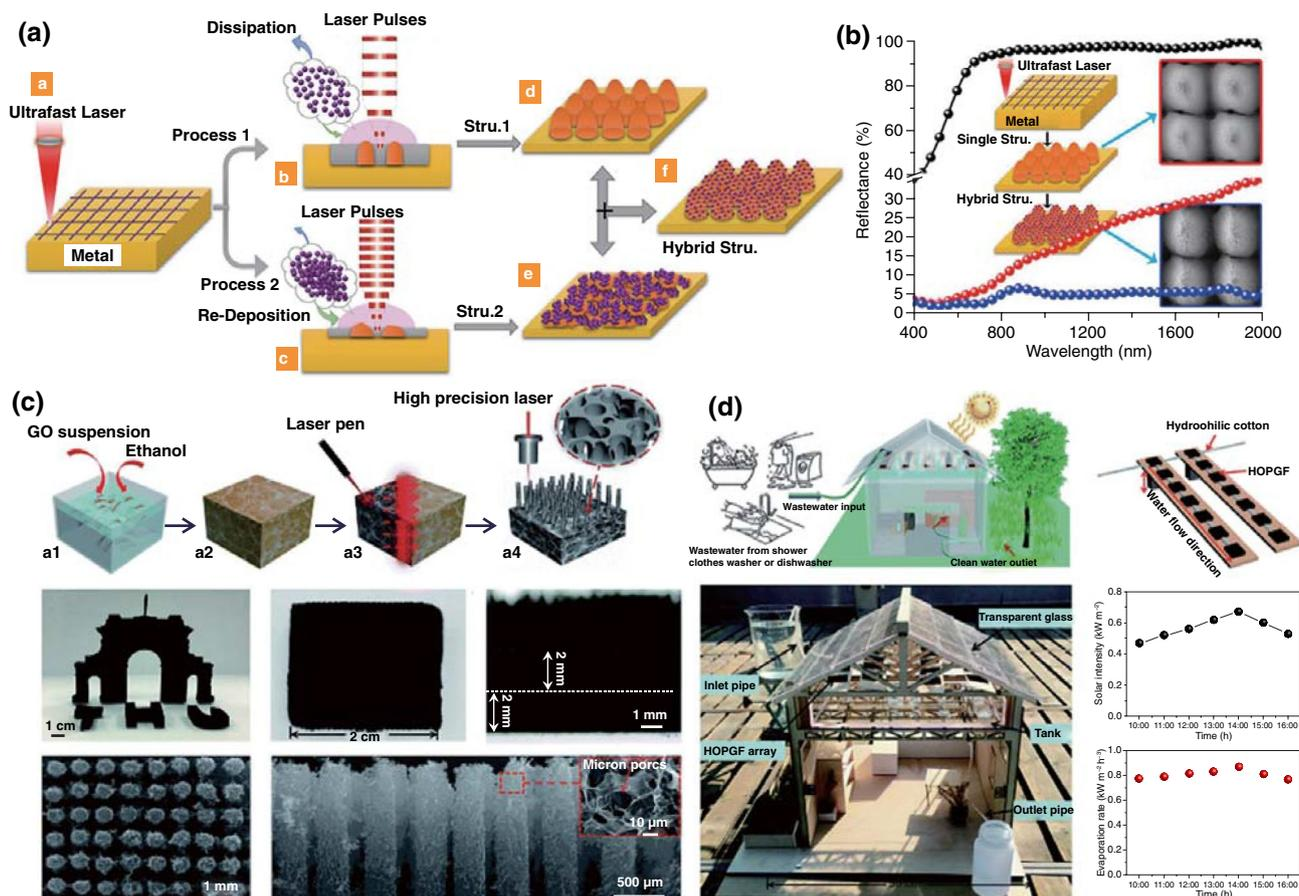 (a)
Dissipation
Laser Pulses
a
Ultrafast Laser
Process 1
b
Stru.1
d
Metal
Laser Pulses
Process 2
Re-Deposition
c
Stru.2
e
f
Hybrid Stru.
(b)
Reflectance (%)
100
80
60
40
30
25
20
15
10
5
0
400
800
1200
1600
2000
Wavelength (nm)
Ultrafast Laser
Metal
Single Stru.
Hybrid Stru.
(c)
GO suspension
Ethanol
Laser pen
High precision laser
a1
a2
a3
a4
1 cm
2 cm
2 mm
2 mm
1 mm
1 mm
Micron porcs
10 μm
500 μm
(d)
Wastewater input
Wastewater from shower
clothes washer or dishwasher
Clean water outlet
Hydroohilic cotton
HOPGF
Water flow direction
Transparent glass
Inlet pipe
HOPGF array
Tank
Outlet pipe
Solar intensity (kW m⁻²)
0.8
0.6
0.4
0.2
0.0
10:00 11:00 12:00 13:00 14:00 15:00 16:00
Time (h)
Evaporation rate (kW m⁻² h⁻³)
1.0
0.8
0.6
0.4
0.2
0.0
10:00 11:00 12:00 13:00 14:00 15:00 16:00
Time (h)